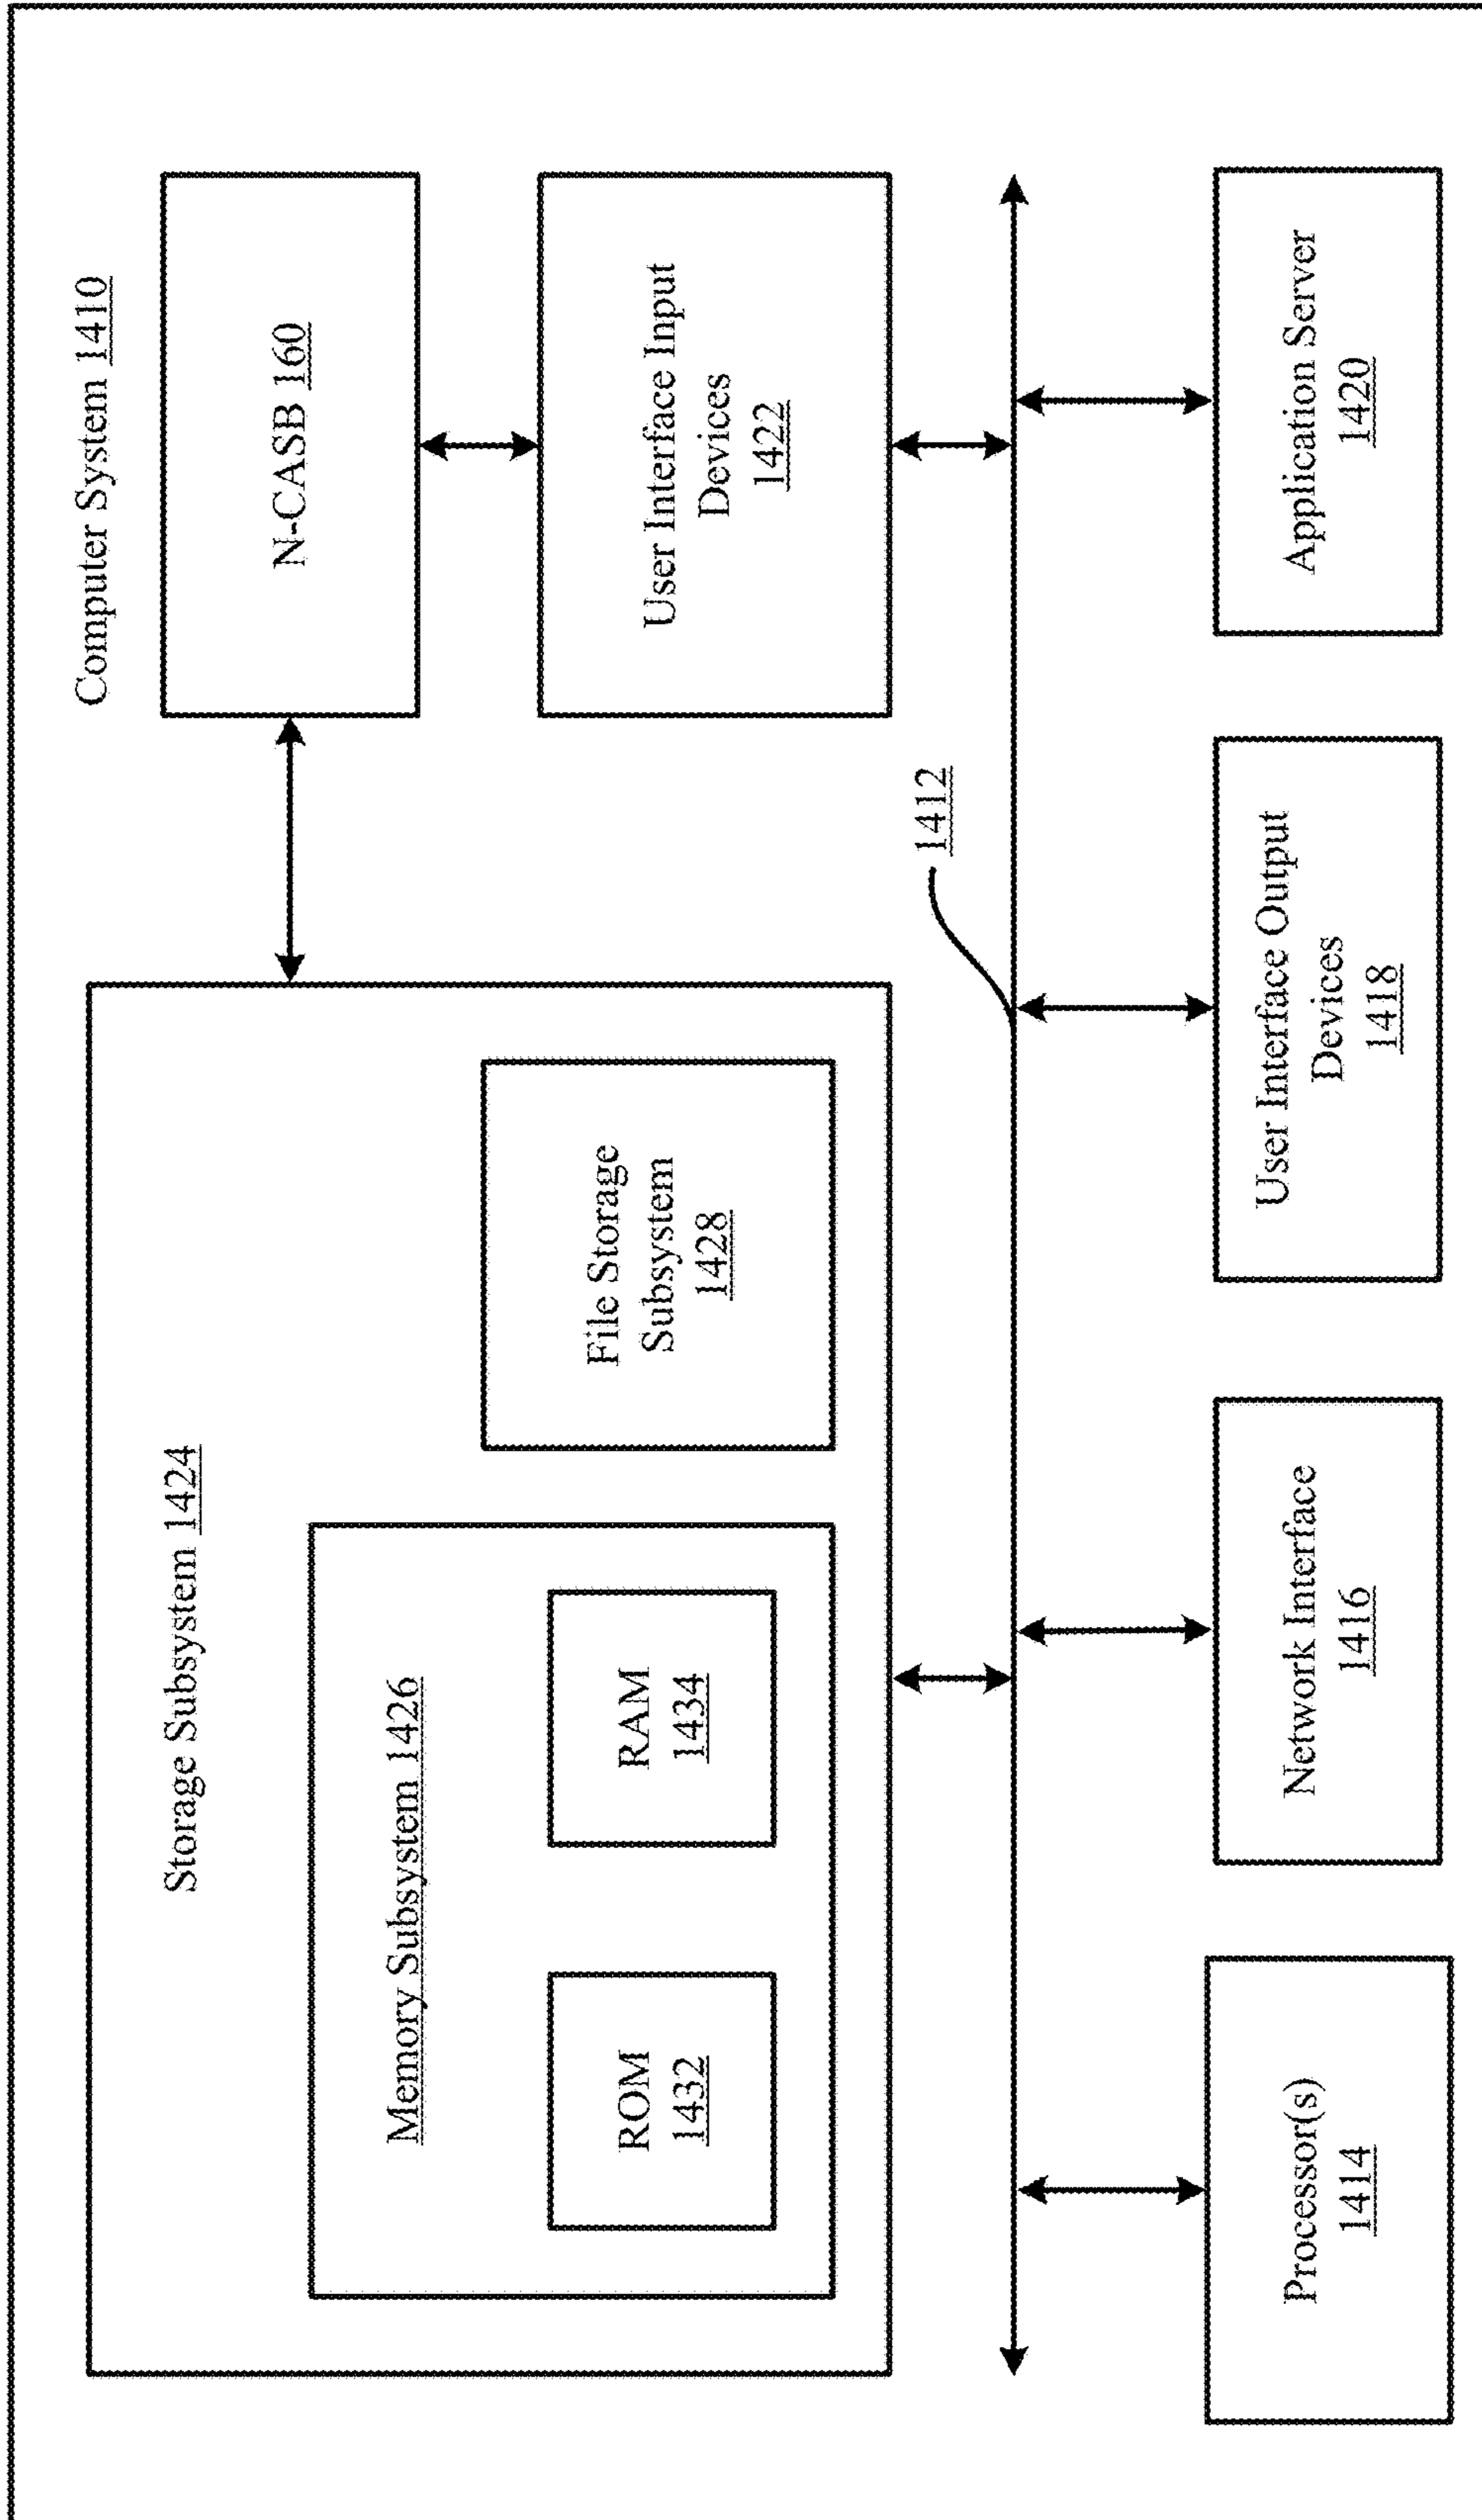 Computer System 1410
Storage Subsystem 1424
Memory Subsystem 1426
ROM
1432
RAM
1434
File Storage
Subsystem
1428
N-CASB 160
User Interface Input
Devices
1422
1412
Processor(s)
1414
Network Interface
1416
User Interface Output
Devices
1418
Application Server
1420